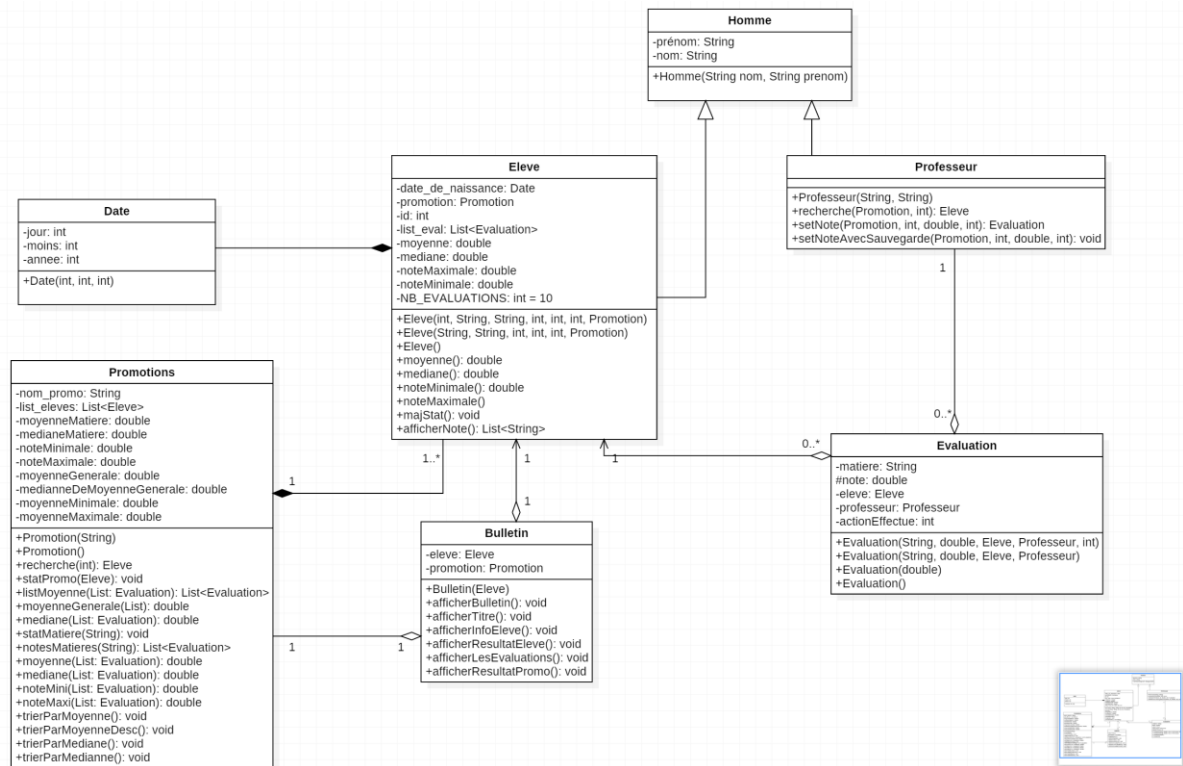 Homme
-prénom: String
-nom: String
+Homme(String nom, String prenom)
Eleve
-date_de_naissance: Date
-promotion: Promotion
-id: int
-list_eval: List<Evaluation>
-moyenne: double
-mediane: double
-noteMaximale: double
-noteMinimale: double
-NB_EVALUATIONS: int = 10
+Eleve(int, String, String, int, int, int, Promotion)
+Eleve(String, String, int, int, int, Promotion)
+Eleve()
+moyenne(): double
+mediane(): double
+noteMinimale(): double
+noteMaximale()
+majStat(): void
+afficherNote(): List<String>
Professeur
+Professeur(String, String)
+recherche(Promotion, int): Eleve
+setNote(Promotion, int, double, int): Evaluation
+setNoteAvecSauvegarde(Promotion, int, double, int): void
Date
-jour: int
-moins: int
-annee: int
+Date(int, int, int)
1
0..*
Promotions
-nom_promo: String
-list_eleves: List<Eleve>
-moyenneMatiere: double
-medianeMatiere: double
-noteMinimale: double
-noteMaximale: double
-moyenneGenerale: double
-medianneDeMoyenneGenerale: double
-moyenneMinimale: double
-moyenneMaximale: double
+Promotion(String)
+Promotion()
+recherche(int): Eleve
+statPromo(Eleve): void
+listMoyenne(List: Evaluation): List<Evaluation>
+moyenneGenerale(List): double
+mediane(List: Evaluation): double
+statMatiere(String): void
+notesMatieres(String): List<Evaluation>
+moyenne(List: Evaluation): double
+mediane(List: Evaluation): double
+noteMini(List: Evaluation): double
+noteMaxi(List: Evaluation): double
+trierParMoyenne(): void
+trierParMoyenneDesc(): void
+trierParMediane(): void
+trierParMedianne(): void
1..*
1
1
1
1
0..*
Bulletin
-eleve: Eleve
-promotion: Promotion
+Bulletin(Eleve)
+afficherBulletin(): void
+afficherTitre(): void
+afficherInfoEleve(): void
+afficherResultatEleve(): void
+afficherLesEvaluations(): void
+afficherResultatPromo(): void
1
1
Evaluation
-matiere: String
#note: double
-eleve: Eleve
-professeur: Professeur
-actionEffectue: int
+Evaluation(String, double, Eleve, Professeur, int)
+Evaluation(String, double, Eleve, Professeur)
+Evaluation(double)
+Evaluation()